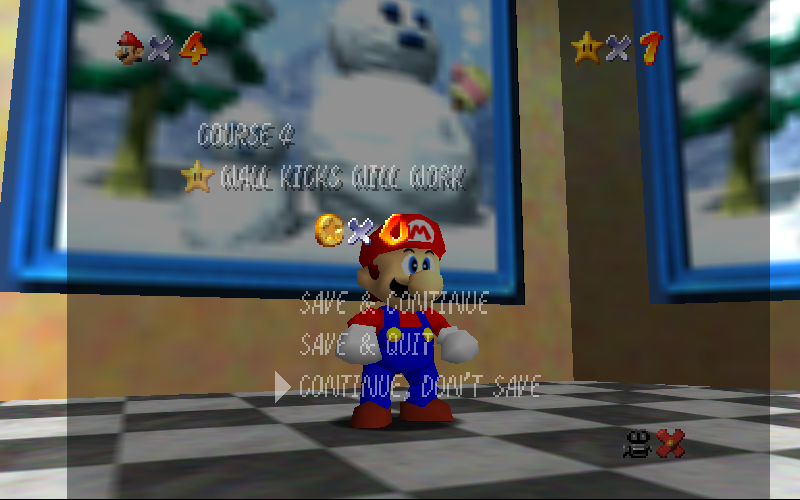 × 4
× 1
COURSE 4
WALL KICKS WILL WORK
× 0
M
SAVE & CONTINUE
SAVE & QUIT
CONTINUE, DON'T SAVE